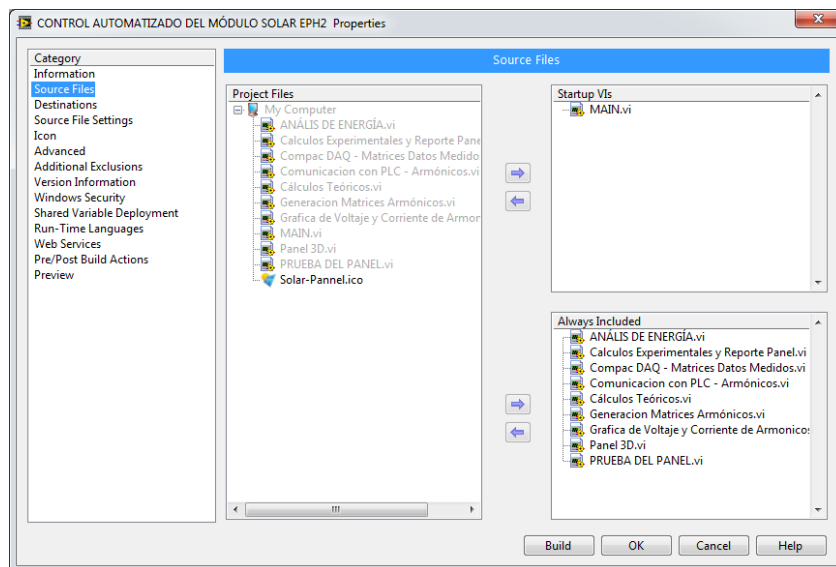 CONTROL AUTOMATIZADO DEL MÓDULO SOLAR EPH2 Properties
Category
Information
Source Files
Destinations
Source File Settings
Icon
Advanced
Additional Exclusions
Version Information
Windows Security
Shared Variable Deployment
Run-Time Languages
Web Services
Pre/Post Build Actions
Preview
Source Files
Project Files
My Computer
ANÁLIS DE ENERGÍA.vi
Calculos Experimentales y Reporte Pane
Compac DAQ - Matrices Datos Medido
Comunicacion con PLC - Armónicos.vi
Cálculos Teóricos.vi
Generacion Matrices Armónicos.vi
Grafica de Voltaje y Corriente de Armor
MAIN.vi
Panel 3D.vi
PRUEBA DEL PANEL.vi
Solar-Pannel.ico
Startup VIs
MAIN.vi
Always Included
ANÁLIS DE ENERGÍA.vi
Calculos Experimentales y Reporte Panel.vi
Compac DAQ - Matrices Datos Medidos.vi
Comunicacion con PLC - Armónicos.vi
Cálculos Teóricos.vi
Generacion Matrices Armónicos.vi
Grafica de Voltaje y Corriente de Armonicos
Panel 3D.vi
PRUEBA DEL PANEL.vi
Build
OK
Cancel
Help